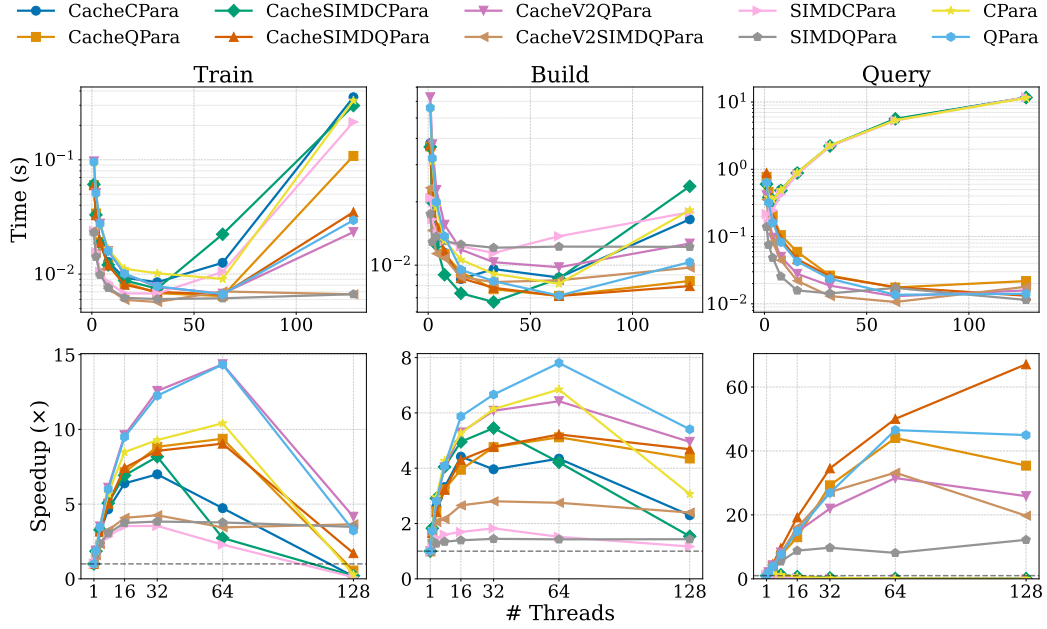 CacheCPara CacheSIMDCPara CacheV2QPara SIMDCPara CPara
CacheQPara CacheSIMDQPara CacheV2SIMDQPara SIMDQPara QPara
Train Build Query
Time (s)
10⁻¹
10⁻²
0 50 100
10⁻²
0 50 100
10¹
10⁰
10⁻¹
10⁻²
0 50 100
Speedup (×)
15
10
5
0
1 16 32 64 128
8
6
4
2
0
1 16 32 64 128
60
40
20
0
1 16 32 64 128
# Threads